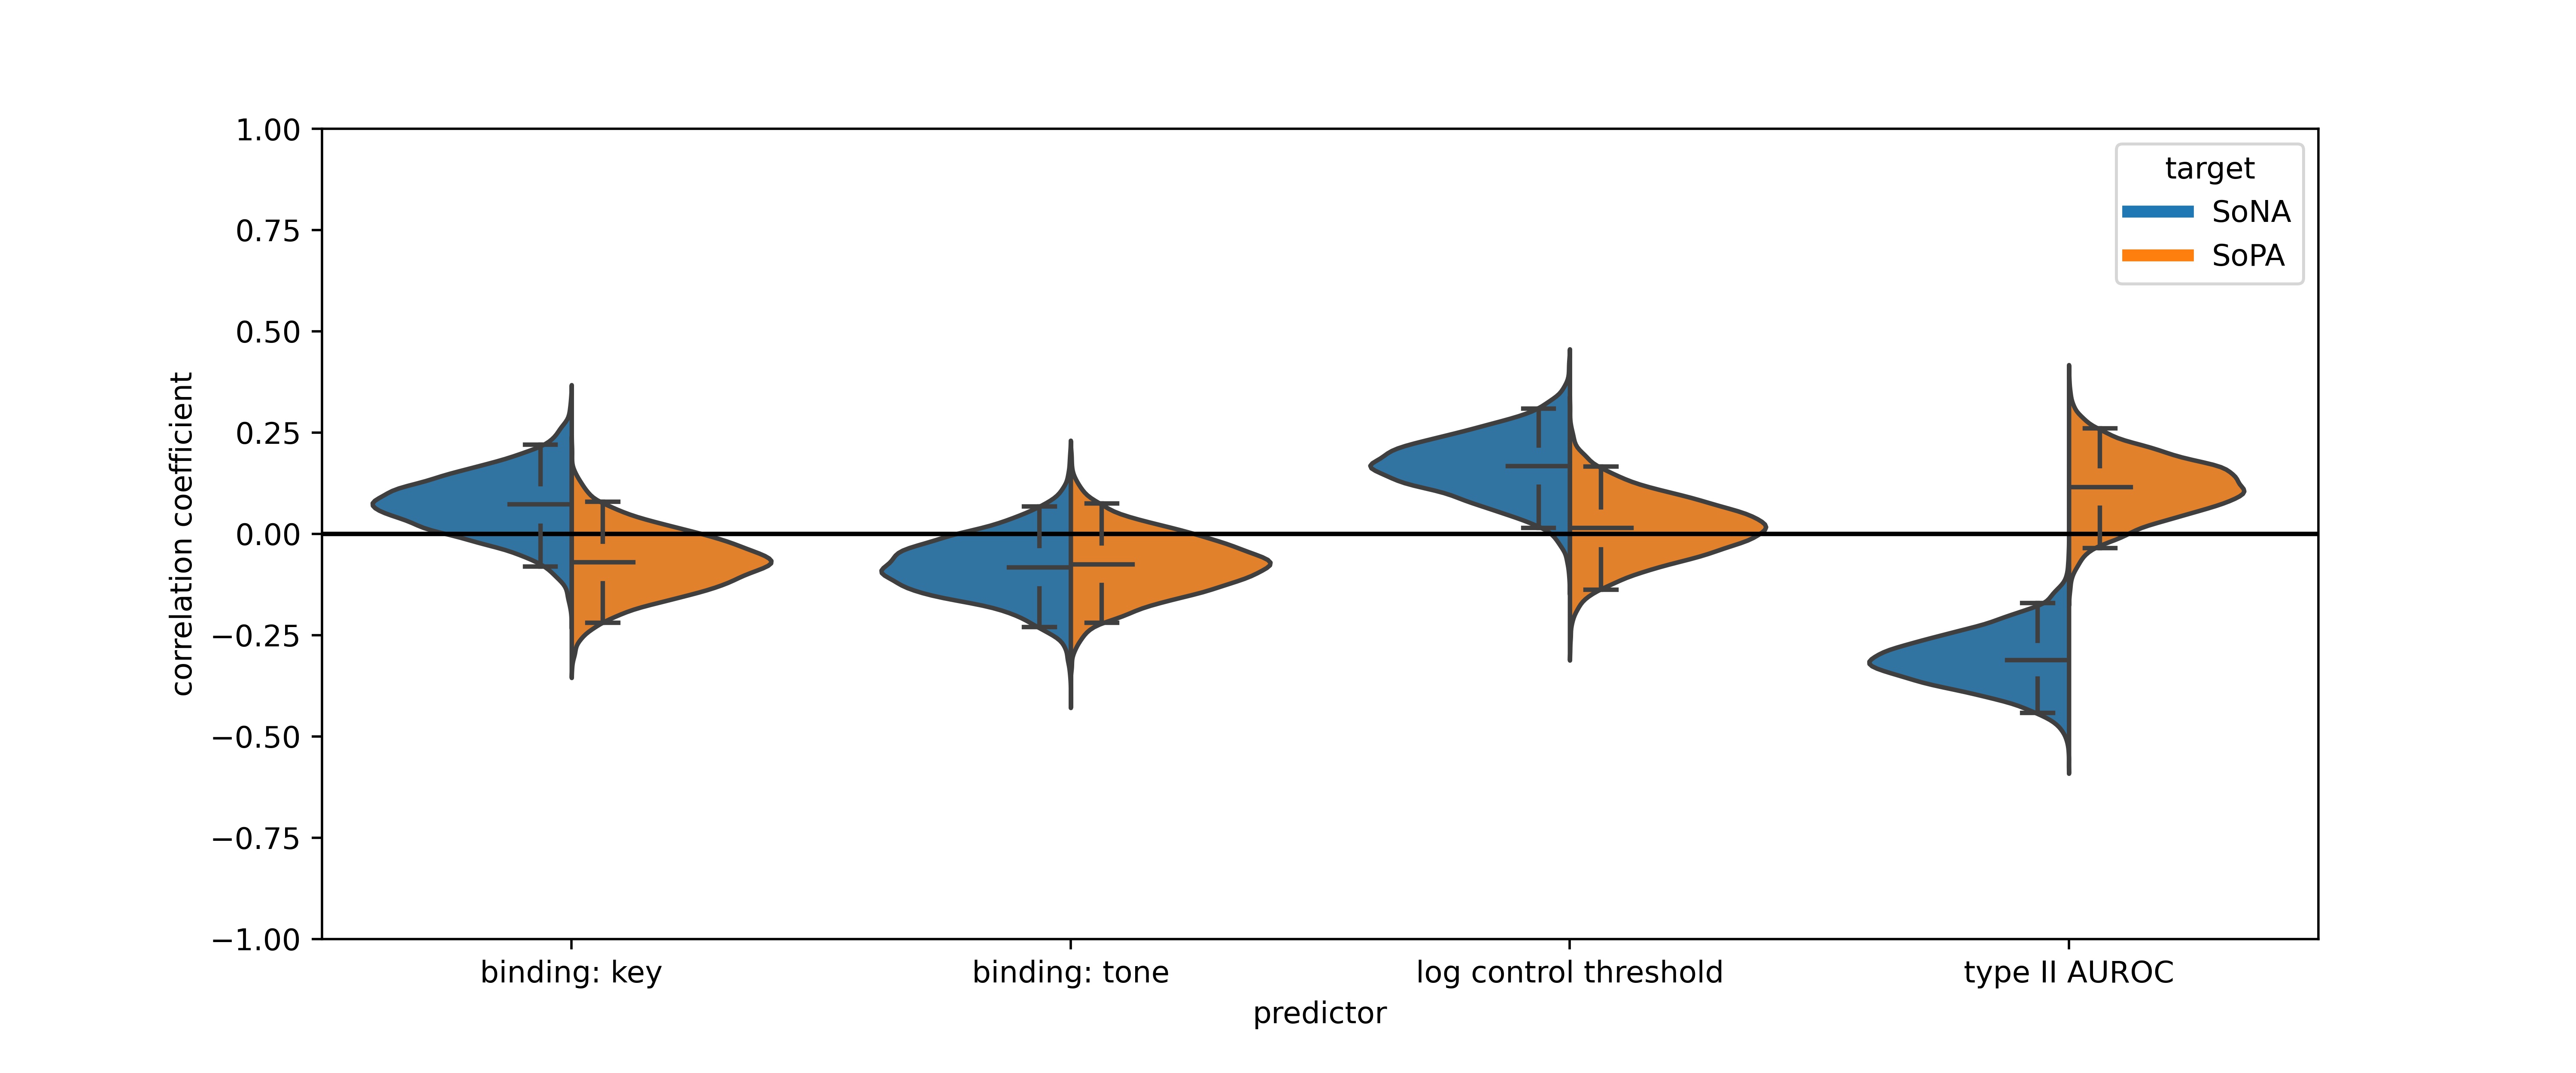 1.00
0.75
0.50
0.25
0.00
−0.25
−0.50
−0.75
−1.00
correlation coefficient
target
SoNA
SoPA
binding: key
binding: tone
log control threshold
type II AUROC
predictor